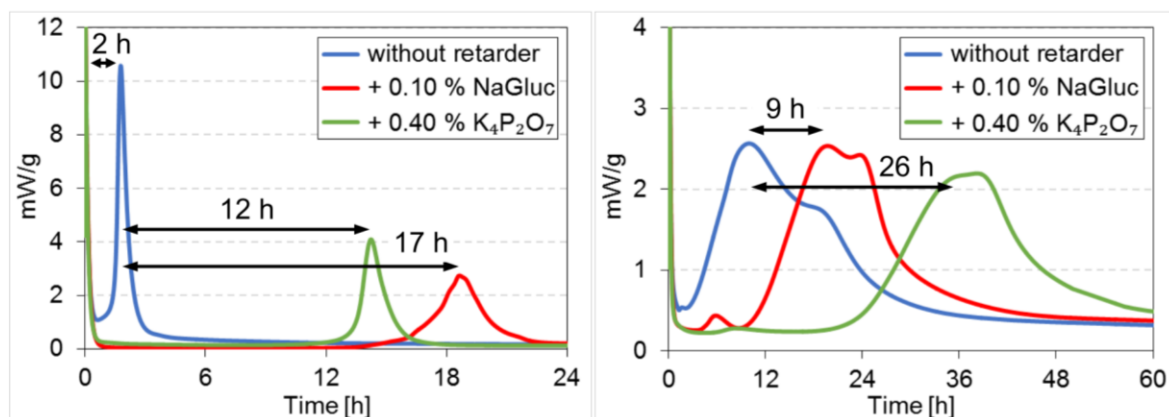 12
10
8
6
4
2
0
mW/g
2 h
12 h
17 h
without retarder
+ 0.10 % NaGluc
+ 0.40 % K₄P₂O₇
0 6 12 18 24
Time [h]
4
3
2
1
0
mW/g
9 h
26 h
without retarder
+ 0.10 % NaGluc
+ 0.40 % K₄P₂O₇
0 12 24 36 48 60
Time [h]